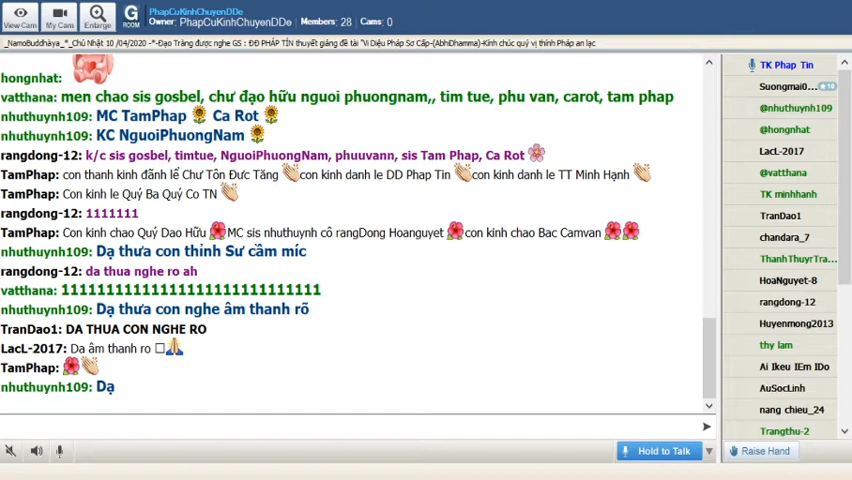 PhapCuKinhChuyenDDe
Owner: PhapCuKinhChuyenDDe Members: 28 Cams: 0
View Cam
My Cam
Enlarge
G
ROOM
_NamoBuddhàya_*_Chủ Nhật 10 /04/2020 -*-Đạo Tràng được nghe GS : ĐĐ PHÁP TÍN thuyết giảng đề tài "Vi Diệu Pháp Sơ Cấp-(AbhiDhamma)-Kính chúc quý vị thính Pháp an lạc
hongnhat:
vatthana: men chao sis gosbel, chư đạo hữu nguoi phuongnam,, tim tue, phu van, carot, tam phap
nhuthuynh109: MC TamPhap Ca Rot
nhuthuynh109: KC NguoiPhuongNam
rangdong-12: k/c sis gosbel, timtue, NguoiPhuongNam, phuuvann, sis Tam Phap, Ca Rot
TamPhap: con thanh kinh đãnh lể Chư Tôn Đưc Tăng con kinh danh le DD Phap Tin con kinh danh le TT Minh Hạnh
TamPhap: Con kinh le Quý Ba Quý Co TN
rangdong-12: 1111111
TamPhap: Con kinh chao Quý Dao Hữu MC sis nhuthuynh cô rangDong Hoanguyet con kinh chao Bac Camvan
nhuthuynh109: Dạ thưa con thỉnh Sư cầm míc
rangdong-12: da thua nghe ro ah
vatthana: 11111111111111111111111111111111
nhuthuynh109: Dạ thưa con nghe âm thanh rõ
TranDao1: DA THUA CON NGHE RO
LacL-2017: Da âm thanh ro
TamPhap:
nhuthuynh109: Dạ
Hold to Talk
TK Phap Tin
Suongmai0... 10
@nhuthuynh109
@hongnhat
LacL-2017
@vatthana
TK minhhanh
TranDao1
chandara_7
ThanhThuyrTra...
HoaNguyet-8
rangdong-12
Huyenmong2013
thy lam
Ai Ikeu IEm IDo
AuSocLinh
nang chieu_24
Trangthu-2
Raise Hand